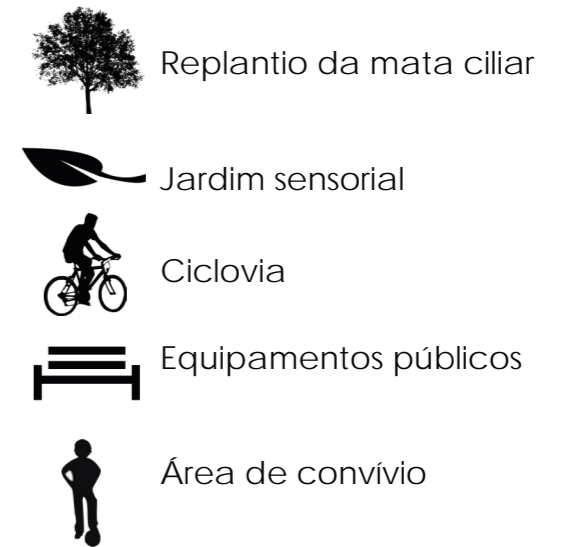 Replantio da mata ciliar
Jardim sensorial
Ciclovia
Equipamentos públicos
Área de convívio